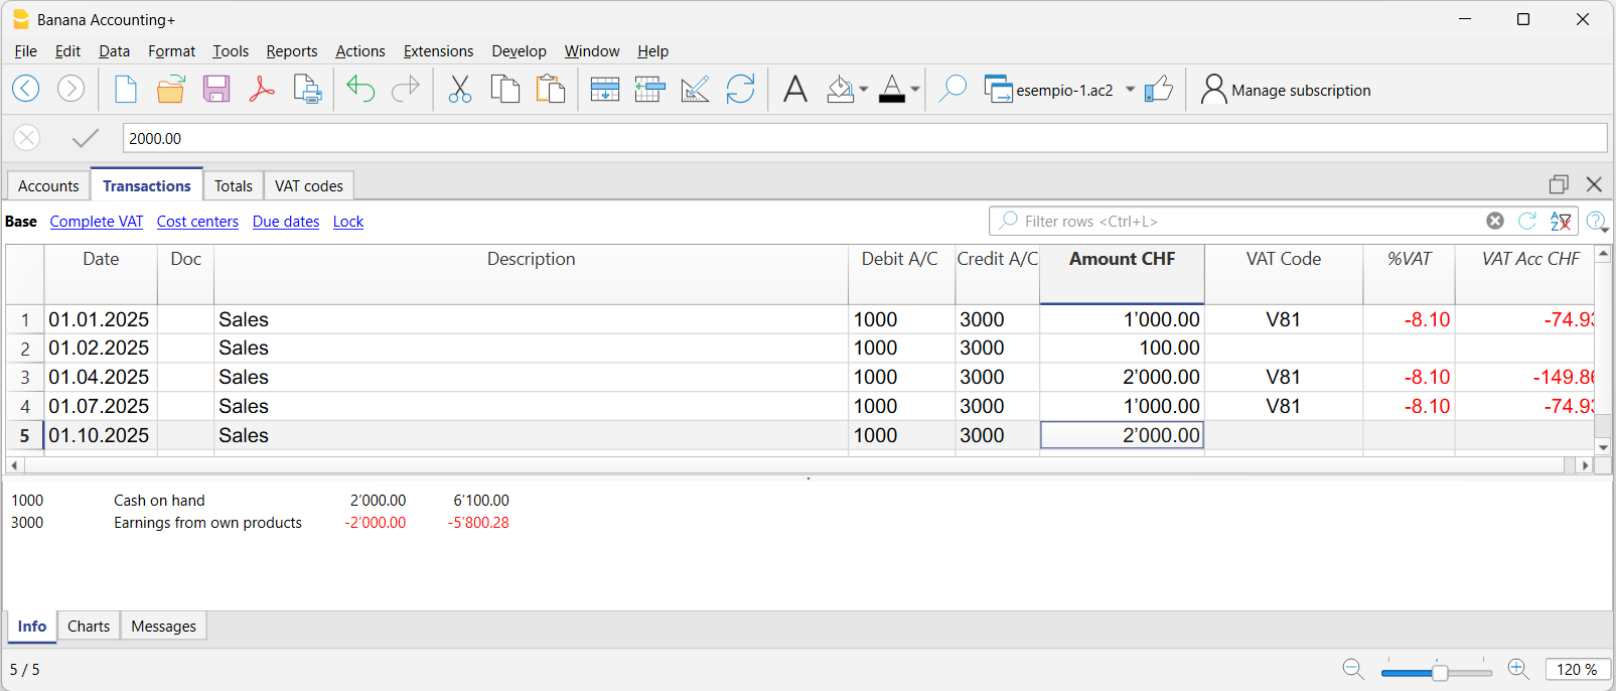 Banana Accounting+
File Edit Data Format Tools Reports Actions Extensions Develop Window Help
esempio-1.ac2 Manage subscription
2000.00
Accounts Transactions Totals VAT codes
Base Complete VAT Cost centers Due dates Lock Filter rows <Ctrl+L>
Date Doc Description Debit A/C Credit A/C Amount CHF VAT Code %VAT VAT Acc CHF
1 01.01.2025 Sales 1000 3000 1’000.00 V81 -8.10 -74.93
2 01.02.2025 Sales 1000 3000 100.00
3 01.04.2025 Sales 1000 3000 2’000.00 V81 -8.10 -149.86
4 01.07.2025 Sales 1000 3000 1’000.00 V81 -8.10 -74.93
5 01.10.2025 Sales 1000 3000 2’000.00
1000 Cash on hand 2’000.00 6’100.00
3000 Earnings from own products -2’000.00 -5’800.28
Info Charts Messages
5 / 5 120 %